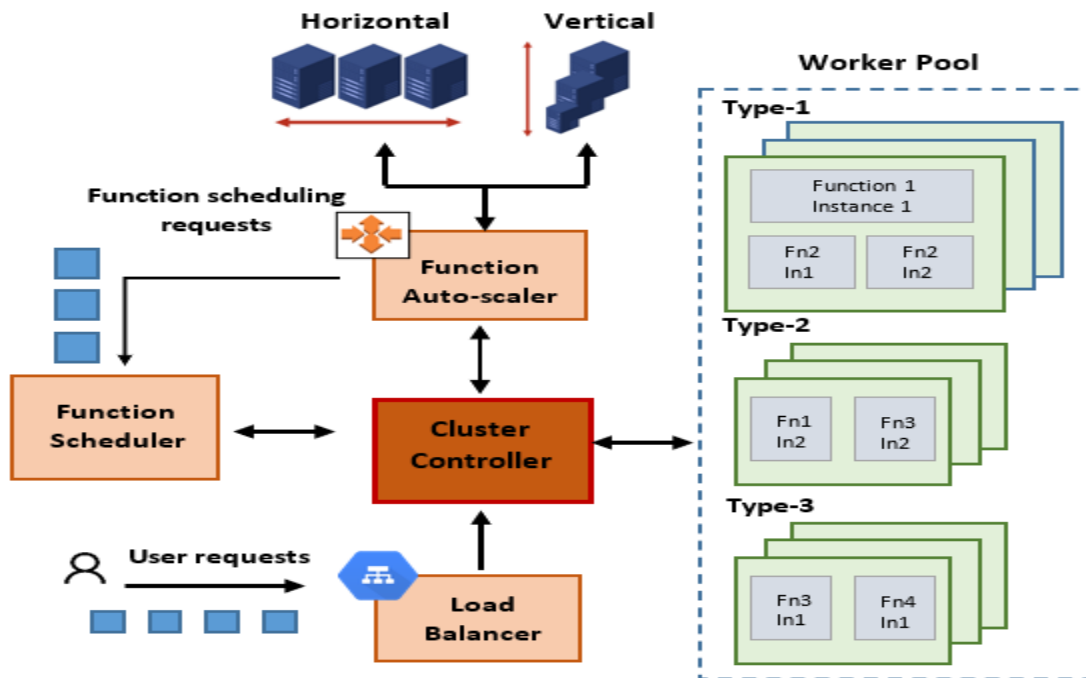 Horizontal
Vertical
Worker Pool
Type-1
Function 1
Instance 1
Fn2
In1
Fn2
In2
Function scheduling
requests
Function
Auto-scaler
Type-2
Fn1
In2
Fn3
In2
Function
Scheduler
Cluster
Controller
Type-3
Fn3
In1
Fn4
In1
User requests
Load
Balancer